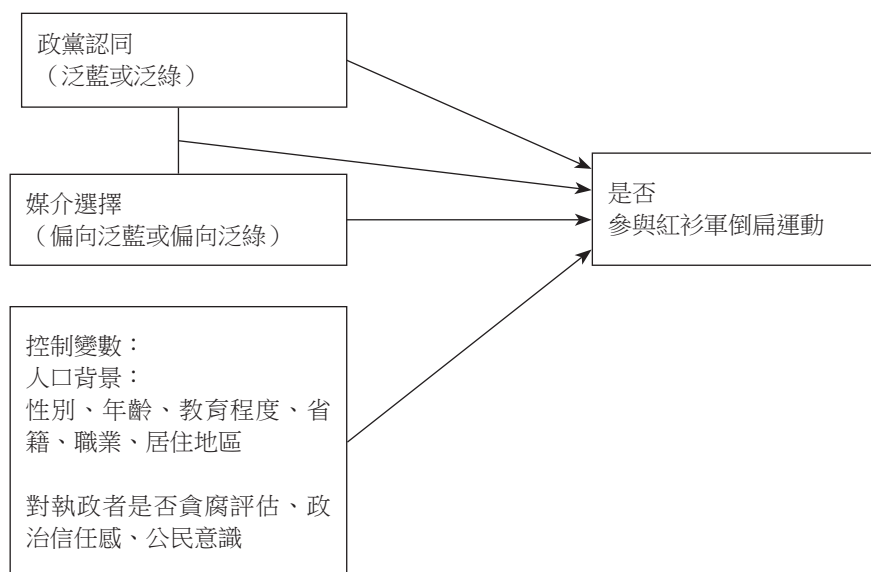 政黨認同
（泛藍或泛綠）
媒介選擇
（偏向泛藍或偏向泛綠）
是否
參與紅衫軍倒扁運動
控制變數：
人口背景：
性別、年齡、教育程度、省
籍、職業、居住地區
對執政者是否貪腐評估、政
治信任感、公民意識